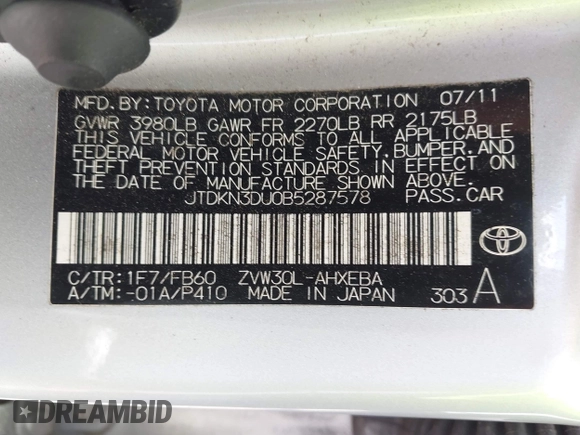 MFD. BY: TOYOTA MOTOR CORPORATION 07/11
GVWR 3980LB GAWR FR 2270LB RR 2175LB
THIS VEHICLE CONFORMS TO ALL APPLICABLE
FEDERAL MOTOR VEHICLE SAFETY, BUMPER, AND
THEFT PREVENTION STANDARDS IN EFFECT ON
THE DATE OF MANUFACTURE SHOWN ABOVE.
JTDKN3DU0B5287578 PASS. CAR
C/TR: 1F7/FB60 ZVW30L-AHXEBA
A/TM: -01A/P410 MADE IN JAPAN 303 A
DREAMBID